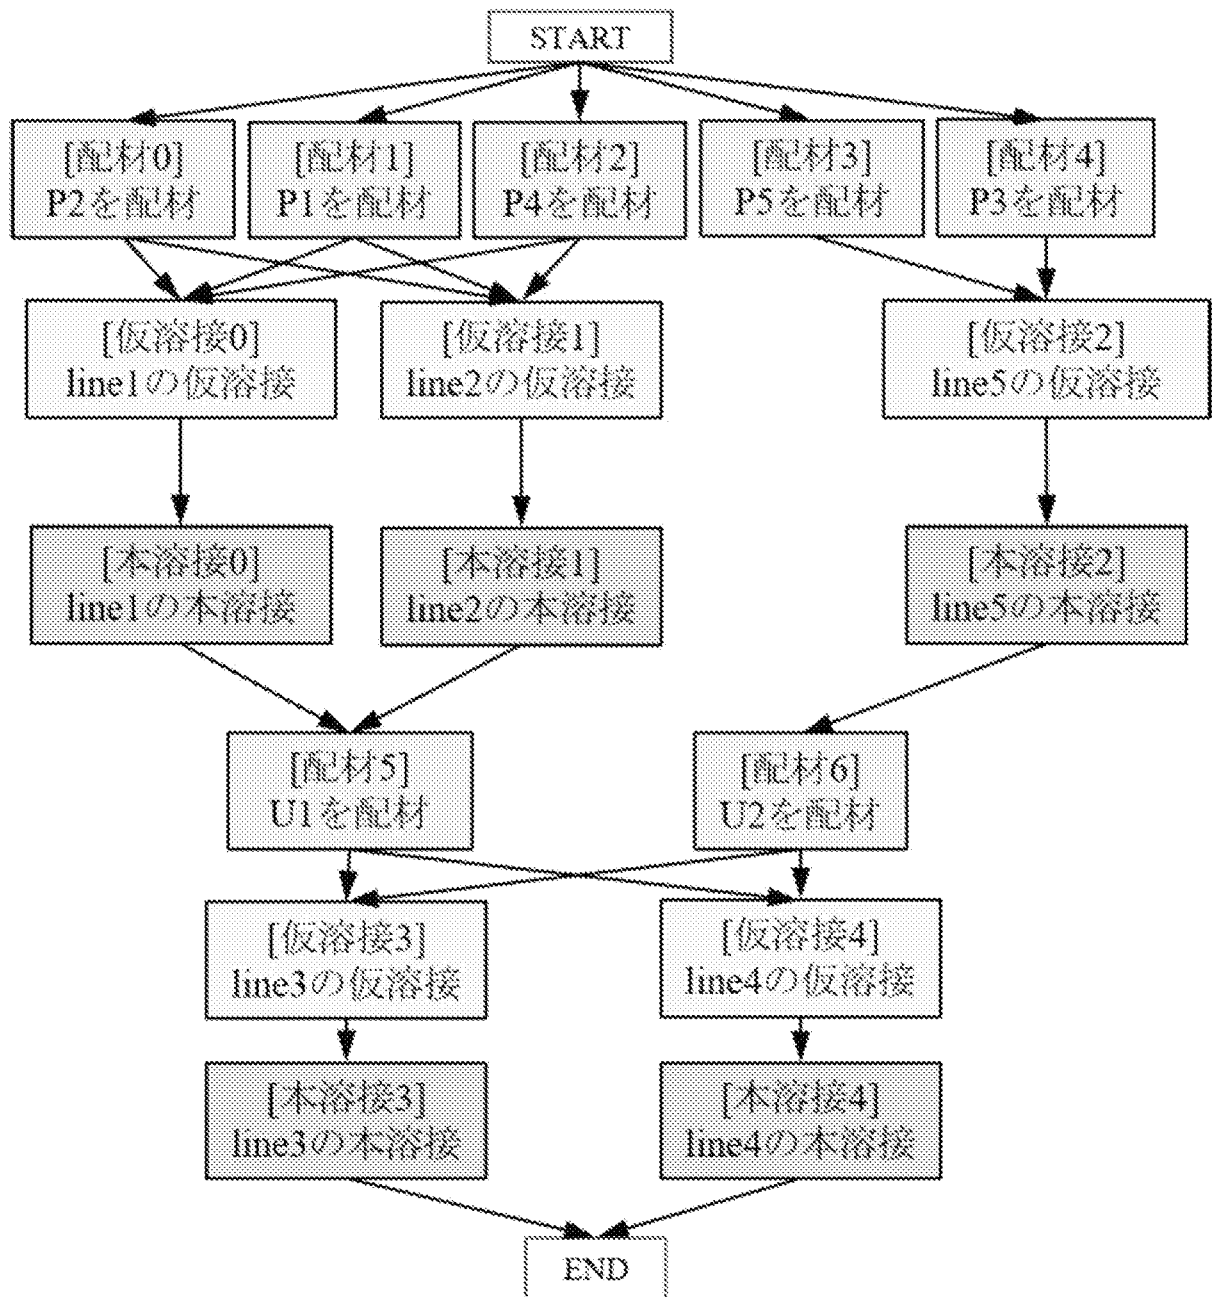 START
[配材0]
P2を配材
[配材1]
P1を配材
[配材2]
P4を配材
[配材3]
P5を配材
[配材4]
P3を配材
[仮溶接0]
line1の仮溶接
[仮溶接1]
line2の仮溶接
[仮溶接2]
line5の仮溶接
[本溶接0]
line1の本溶接
[本溶接1]
line2の本溶接
[本溶接2]
line5の本溶接
[配材5]
U1を配材
[配材6]
U2を配材
[仮溶接3]
line3の仮溶接
[仮溶接4]
line4の仮溶接
[本溶接3]
line3の本溶接
[本溶接4]
line4の本溶接
END